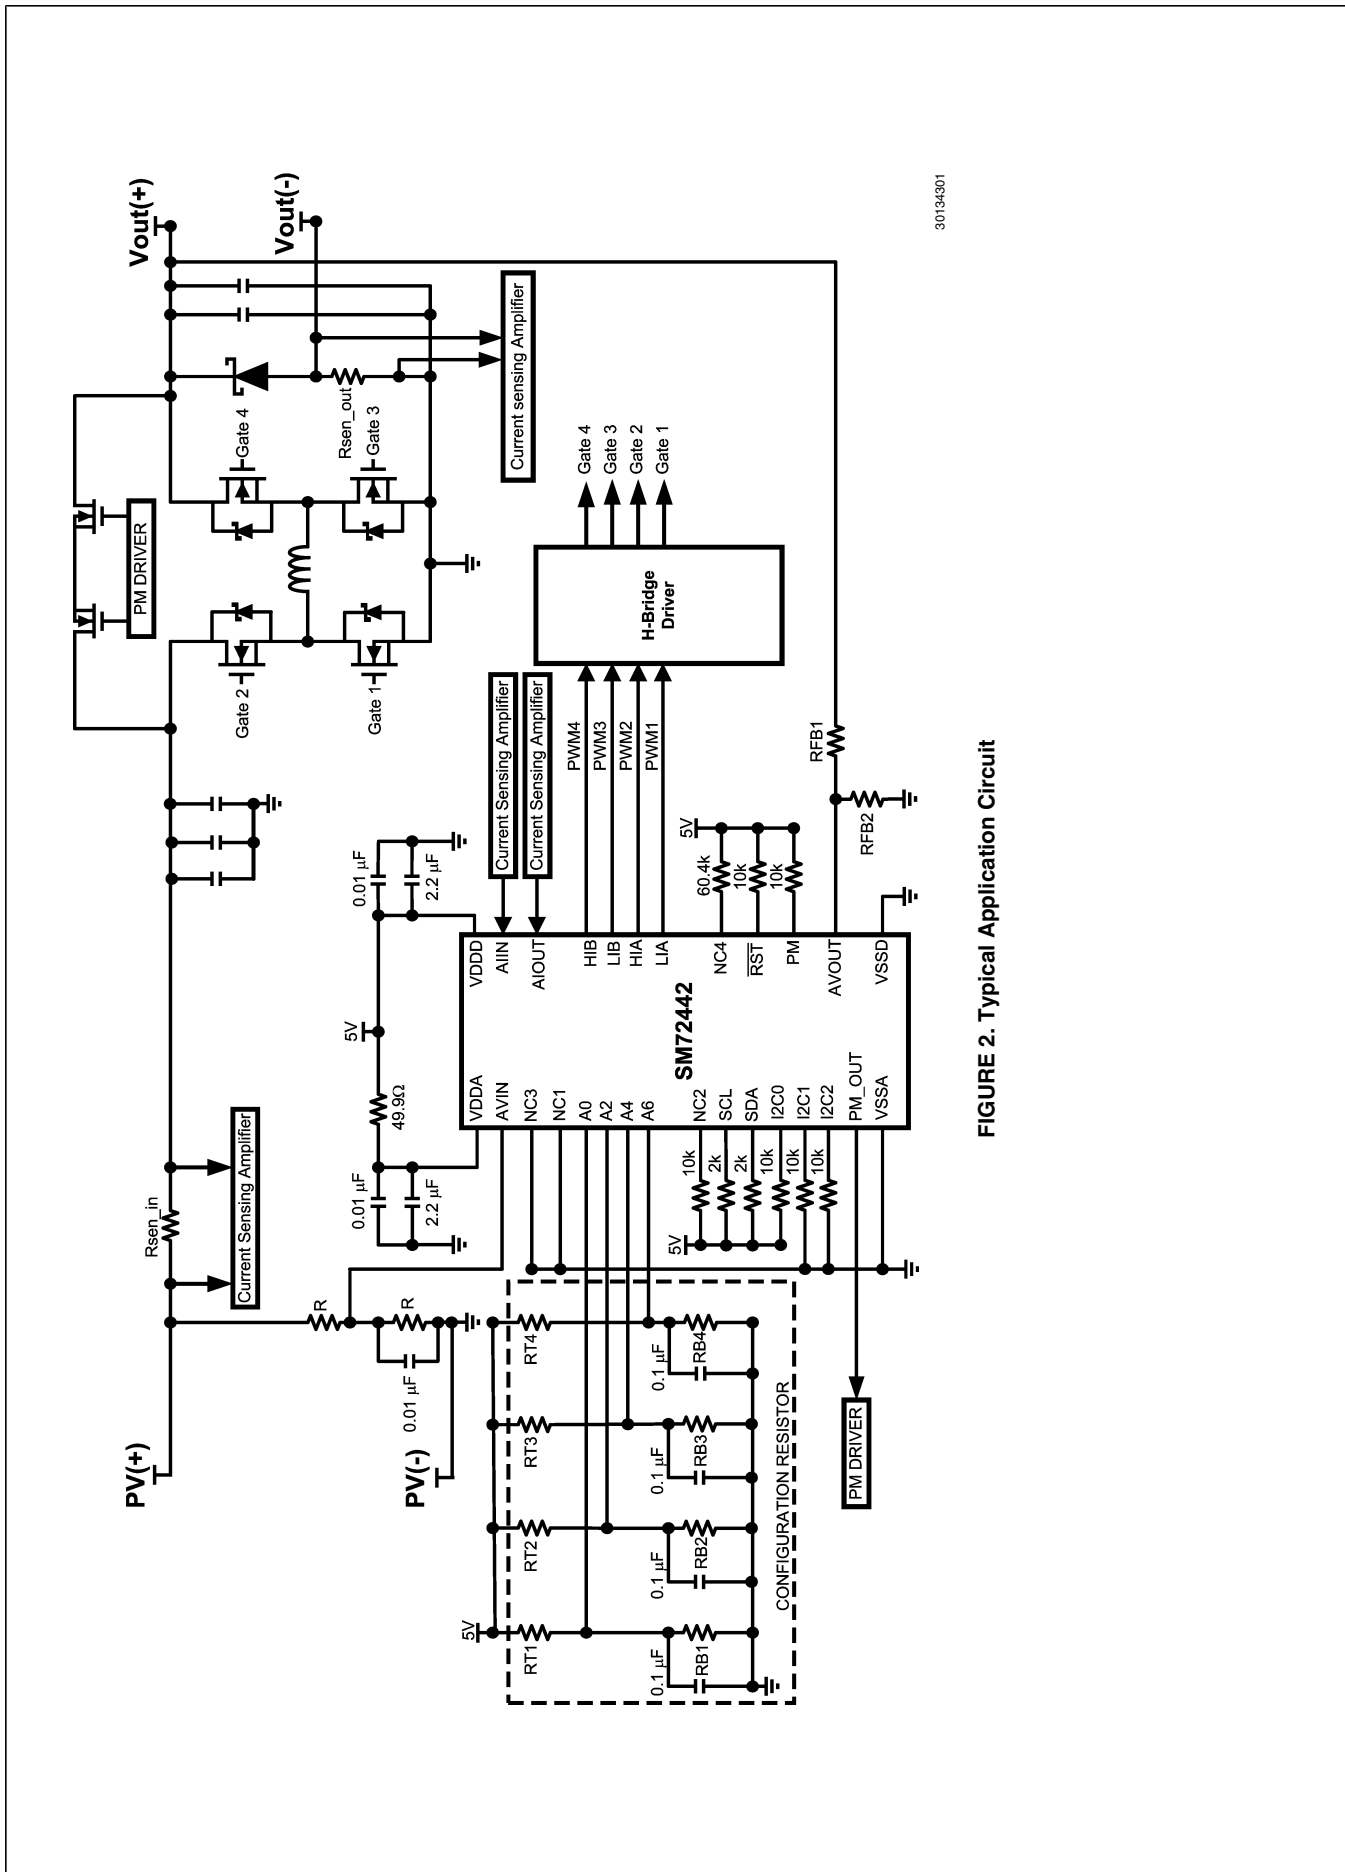 PV(+)
Rsen_in
Current Sensing Amplifier
PM DRIVER
Vout(+)
Gate 2
Gate 4
Gate 1
Rsen_out
Gate 3
Vout(-)
Current sensing Amplifier
R
R
0.01 µF
PV(-)
0.01 µF
2.2 µF
49.9Ω
5V
0.01 µF
2.2 µF
Current Sensing Amplifier
Current Sensing Amplifier
5V
RT1
RT2
RT3
RT4
0.1 µF
RB1
0.1 µF
RB2
0.1 µF
RB3
0.1 µF
RB4
CONFIGURATION RESISTOR
PM DRIVER
5V
10k
2k
2k
10k
10k
10k
VDDA
AVIN
NC3
NC1
A0
A2
A4
A6
NC2
SCL
SDA
I2C0
I2C1
I2C2
PM_OUT
VSSA
SM72442
VDDD
AIIN
AIOUT
HIB
LIB
HIA
LIA
NC4
RST
PM
AVOUT
VSSD
PWM4
PWM3
PWM2
PWM1
H-Bridge
Driver
Gate 4
Gate 3
Gate 2
Gate 1
5V
60.4k
10k
10k
RFB1
RFB2
30134301
FIGURE 2. Typical Application Circuit